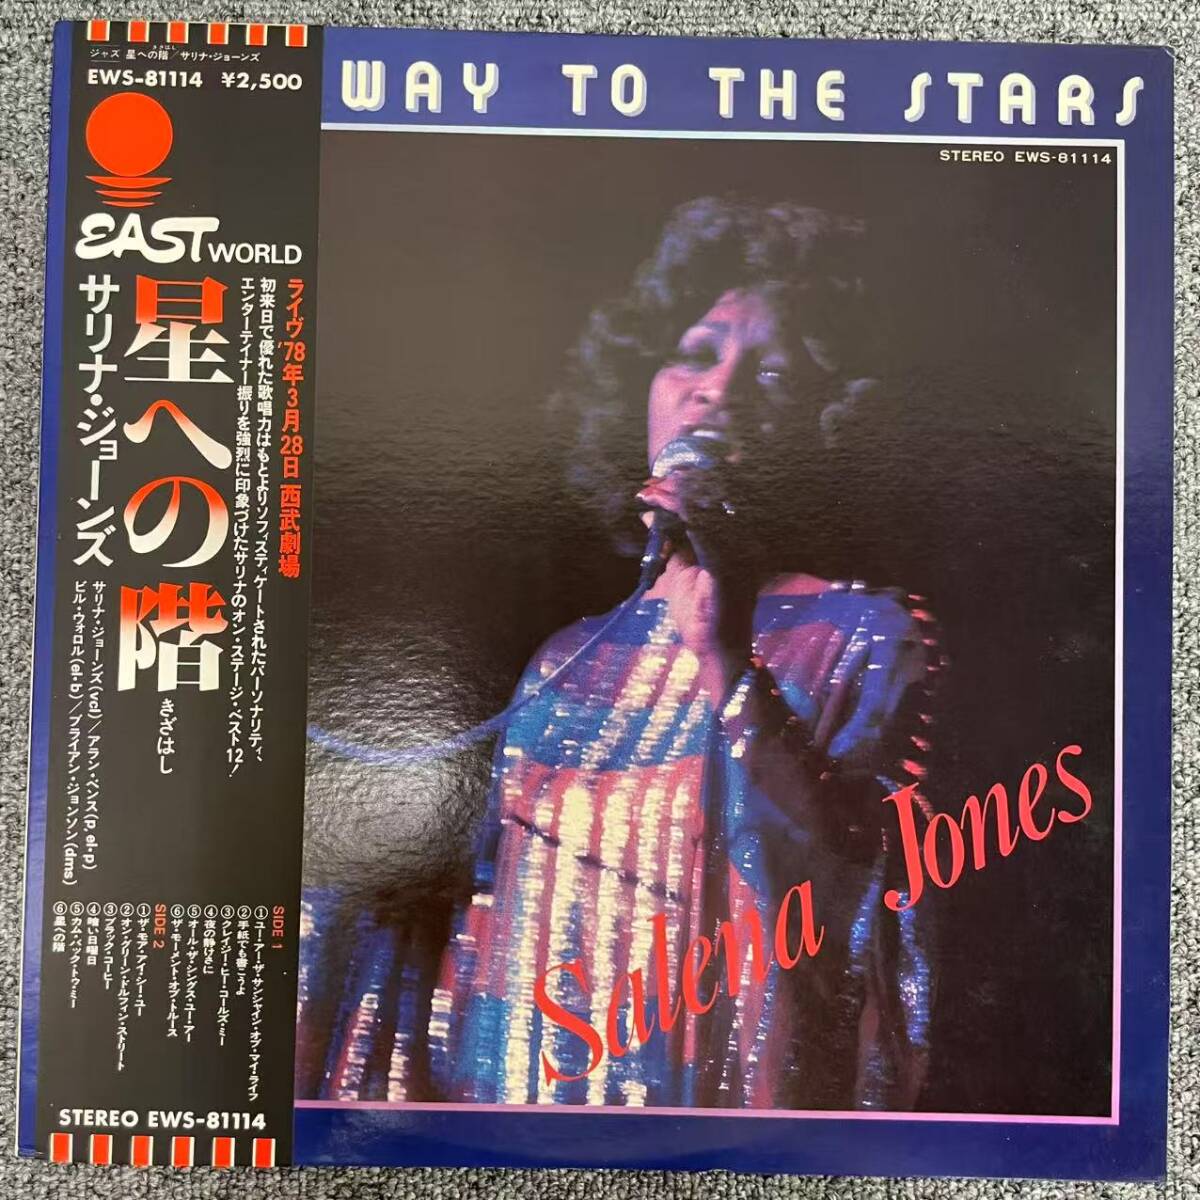 ジャズ 星への階／サリナ・ジョーンズ
きざはし
EWS-81114 ¥2,500
EAST WORLD
星への階
きざはし
サリナ・ジョーンズ
ライヴ'78年3月28日 西武劇場
初来日で優れた歌唱力はもとよりソフィスティケートされたパーソナリティ、
エンターテイナー振りを強烈に印象づけたサリナのオン・ステージ・ベスト12！
サリナ・ジョーンズ(vcl)／アラン・ベンス(p,el-p)
ビル・ウォロル(el-b)／ブライアン・ジョンソン(dms)
SIDE 1
①ユー・アー・ザ・サンシャイン・オブ・マイ・ライフ
②手紙でも書こうよ
③クレイジー・ヒー・コールズ・ミー
④夜の静けさに
⑤オール・ザ・シングス・ユー・アー
⑥ザ・モーメント・オブ・トルース
SIDE 2
①ザ・モア・アイ・シー・ユー
②オン・グリーン・ドルフィン・ストリート
③ブラック・コーヒー
④暗い日曜日
⑤カム・バック・トゥ・ミー
⑥星への階
STEREO EWS-81114
WAY TO THE STARS
STEREO EWS-81114
Salena Jones